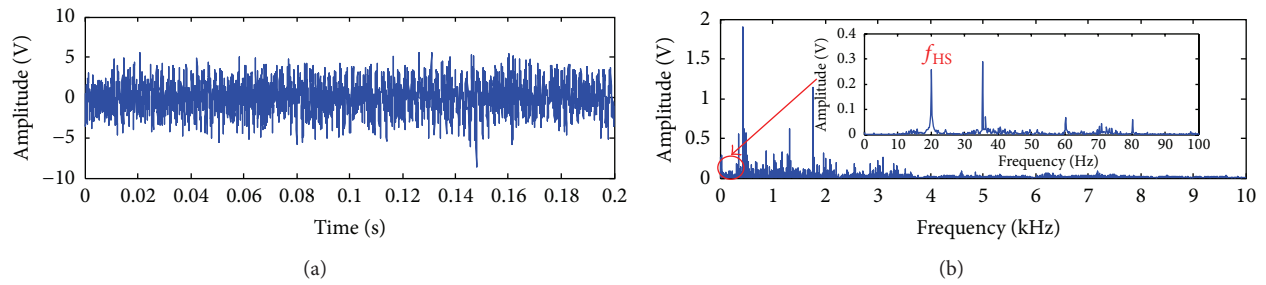 10
5
0
−5
−10
Amplitude (V)
0 0.02 0.04 0.06 0.08 0.1 0.12 0.14 0.16 0.18 0.2
Time (s)
(a)
2
1.5
1
0.5
0
Amplitude (V)
0.4
0.3
0.2
0.1
0
Amplitude (V)
fHS
0 10 20 30 40 50 60 70 80 90 100
Frequency (Hz)
0 1 2 3 4 5 6 7 8 9 10
Frequency (kHz)
(b)